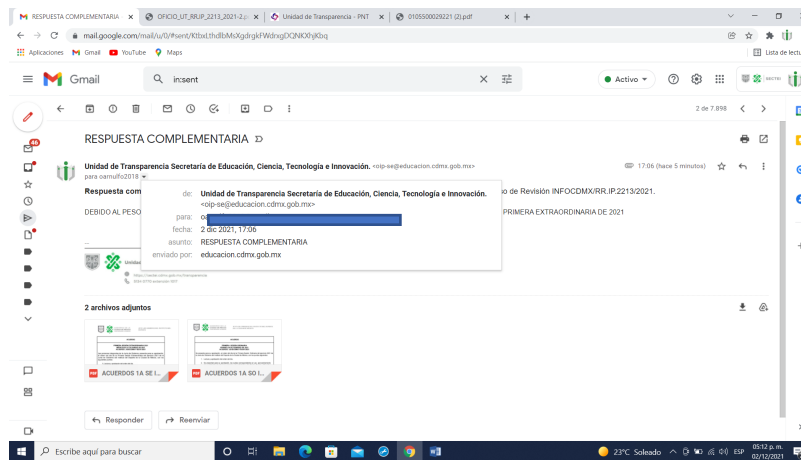 RESPUESTA COMPLEMENTARIA
OFICIO_UT_RR.IP_2213_2021-2.p
Unidad de Transparencia - PNT
0105500029221 (2).pdf
mail.google.com/mail/u/0/#sent/KtbxLthdlbMsXgdrgkFWdrxgDQNKXhjKbq
Aplicaciones Gmail YouTube Maps Lista de lectu
Gmail in:sent Activo
2 de 7.898
46
RESPUESTA COMPLEMENTARIA
Unidad de Transparencia Secretaría de Educación, Ciencia, Tecnología e Innovación. <oip-se@educacion.cdmx.gob.mx> 17:06 (hace 5 minutos)
para oarnulfo2018
Respuesta com
o de Revisión INFOCDMX/RR.IP.2213/2021.
DEBIDO AL PESO
PRIMERA EXTRAORDINARIA DE 2021
de: Unidad de Transparencia Secretaría de Educación, Ciencia, Tecnología e Innovación.
<oip-se@educacion.cdmx.gob.mx>
para:
fecha: 2 dic 2021, 17:06
asunto: RESPUESTA COMPLEMENTARIA
enviado por: educacion.cdmx.gob.mx
2 archivos adjuntos
PDF ACUERDOS 1A SE I...
PDF ACUERDOS 1A SO I...
Responder Reenviar
Escribe aquí para buscar
23°C Soleado ESP 05:12 p. m.
02/12/2021